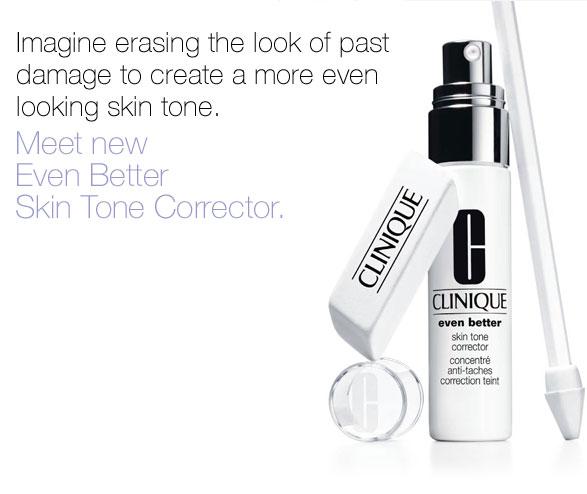 Imagine erasing the look of past
damage to create a more even
looking skin tone.
Meet new
Even Better
Skin Tone Corrector.
CLINIQUE
C
CLINIQUE
even better
skin tone
corrector
concentré
anti-taches
correction teint
C